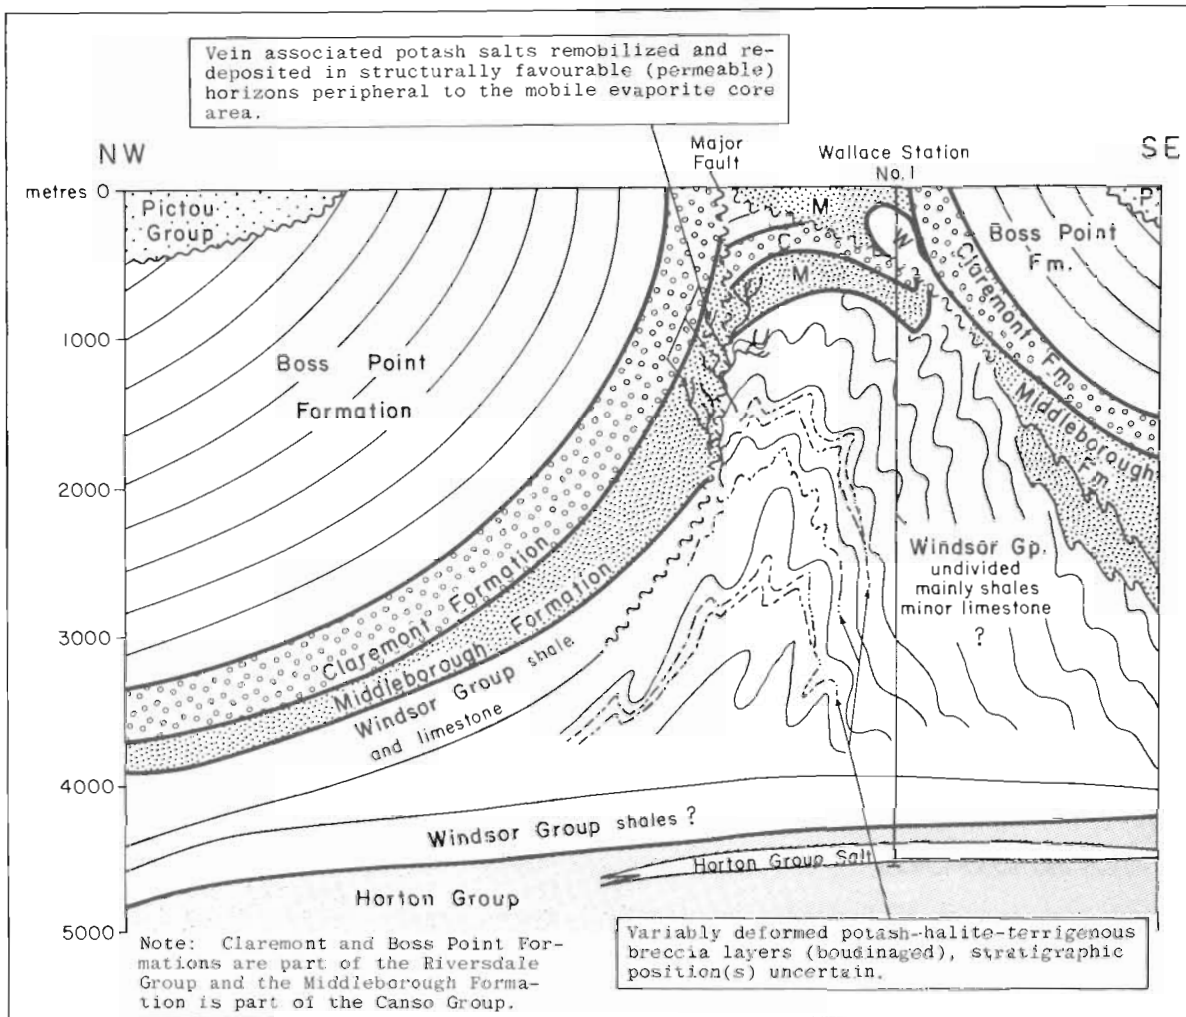 Vein associated potash salts remobilized and re-
deposited in structurally favourable (permeable)
horizons peripheral to the mobile evaporite core
area.
NW
Major
Fault
Wallace Station
No. 1
SE
metres 0
Pictou
Group
M
P
C
W
Boss Point
Fm.
M
Claremont Fm.
1000
Boss Point
Formation
Middleborough
Fm.
2000
Windsor Gp.
undivided
mainly shales
minor limestone
?
Claremont Formation
3000
Middleborough Formation
Windsor Group shale
and limestone
4000
Windsor Group shales ?
Horton Group Salt
Horton Group
5000
Note: Claremont and Boss Point For-
mations are part of the Riversdale
Group and the Middleborough Forma-
tion is part of the Canso Group.
Variably deformed potash-halite-terrigenous
breccia layers (boudinaged), stratigraphic
position(s) uncertain.